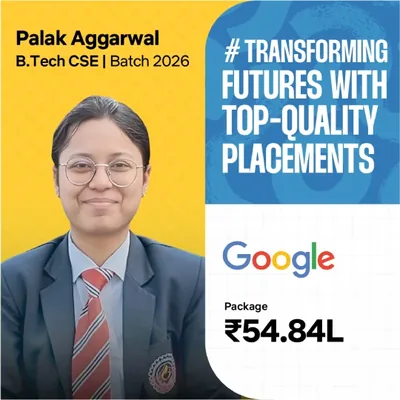 Palak Aggarwal
B.Tech CSE | Batch 2026
# TRANSFORMING
FUTURES WITH
TOP-QUALITY
PLACEMENTS
Google
Package
₹54.84L